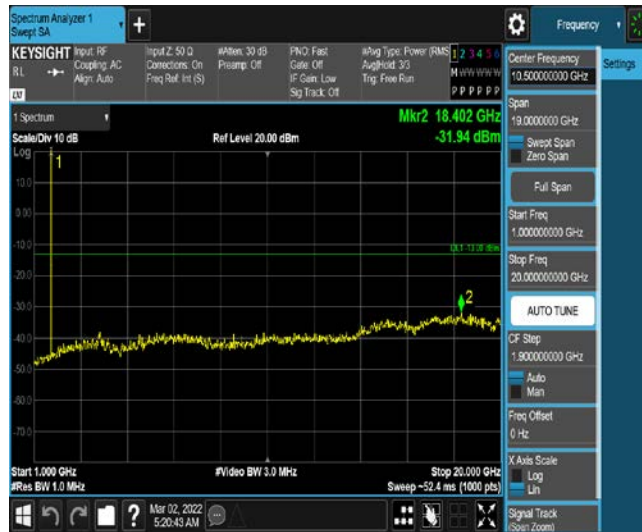 Spectrum Analyzer 1
Swept SA
+
Frequency
KEYSIGHT
RL
LXI
Input: RF
Coupling: AC
Align: Auto
Input Z: 50 Ω
Corrections: On
Freq Ref: Int (S)
#Atten: 30 dB
Preamp: Off
PNO: Fast
Gate: Off
IF Gain: Low
Sig Track: Off
#Avg Type: Power (RMS
Avg|Hold: 3/3
Trig: Free Run
1 2 3 4 5 6
M W W W W W
P P P P P P
1 Spectrum
Scale/Div 10 dB
Ref Level 20.00 dBm
Mkr2 18.402 GHz
-31.94 dBm
Log
1
10.0
0.00
-10.0
DL1 -13.00 dBm
-20.0
2
-30.0
-40.0
-50.0
-60.0
-70.0
Start 1.000 GHz
#Res BW 1.0 MHz
#Video BW 3.0 MHz
Stop 20.000 GHz
Sweep ~52.4 ms (1000 pts)
Mar 02, 2022
5:20:43 AM
?
Center Frequency
10.500000000 GHz
Settings
Span
19.0000000 GHz
Swept Span
Zero Span
Full Span
Start Freq
1.000000000 GHz
Stop Freq
20.000000000 GHz
AUTO TUNE
CF Step
1.900000000 GHz
Auto
Man
Freq Offset
0 Hz
X Axis Scale
Log
Lin
Signal Track
(Span Zoom)